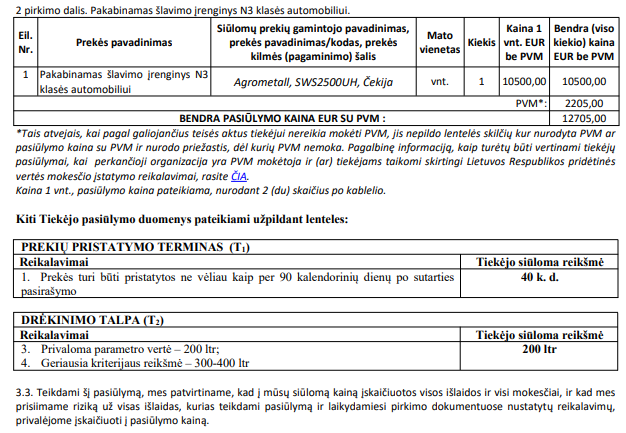 2 pirkimo dalis. Pakabinamas šlavimo įrenginys N3 klasės automobiliui.
Eil. Nr. Prekės pavadinimas Siūlomų prekių gamintojo pavadinimas, prekės pavadinimas/kodas, prekės kilmės (pagaminimo) šalis Mato vienetas Kiekis Kaina 1 vnt. EUR be PVM Bendra (viso kiekio) kaina EUR be PVM
1 Pakabinamas šlavimo įrenginys N3 klasės automobiliui Agrometall, SWS2500UH, Čekija vnt. 1 10500,00 10500,00
PVM*: 2205,00
BENDRA PASIŪLYMO KAINA EUR SU PVM : 12705,00
*Tais atvejais, kai pagal galiojančius teisės aktus tiekėjui nereikia mokėti PVM, jis nepildo lentelės skilčių kur nurodyta PVM ar
pasiūlymo kaina su PVM ir nurodo priežastis, dėl kurių PVM nemoka. Pagalbinę informaciją, kaip turėtų būti vertinami tiekėjų
pasiūlymai, kai perkančioji organizacija yra PVM mokėtoja ir (ar) tiekėjams taikomi skirtingi Lietuvos Respublikos pridėtinės
vertės mokesčio įstatymo reikalavimai, rasite ČIA.
Kaina 1 vnt., pasiūlymo kaina pateikiama, nurodant 2 (du) skaičius po kablelio.
Kiti Tiekėjo pasiūlymo duomenys pateikiami užpildant lenteles:
PREKIŲ PRISTATYMO TERMINAS (T1)
Reikalavimai Tiekėjo siūloma reikšmė
1. Prekės turi būti pristatytos ne vėliau kaip per 90 kalendorinių dienų po sutarties 40 k. d.
pasirašymo
DRĖKINIMO TALPA (T2)
Reikalavimai Tiekėjo siūloma reikšmė
3. Privaloma parametro vertė – 200 ltr; 200 ltr
4. Geriausia kriterijaus reikšmė – 300-400 ltr
3.3. Teikdami šį pasiūlymą, mes patvirtiname, kad į mūsų siūlomą kainą įskaičiuotos visos išlaidos ir visi mokesčiai, ir kad mes
prisiimame riziką už visas išlaidas, kurias teikdami pasiūlymą ir laikydamiesi pirkimo dokumentuose nustatytų reikalavimų,
privalėjome įskaičiuoti į pasiūlymo kainą.